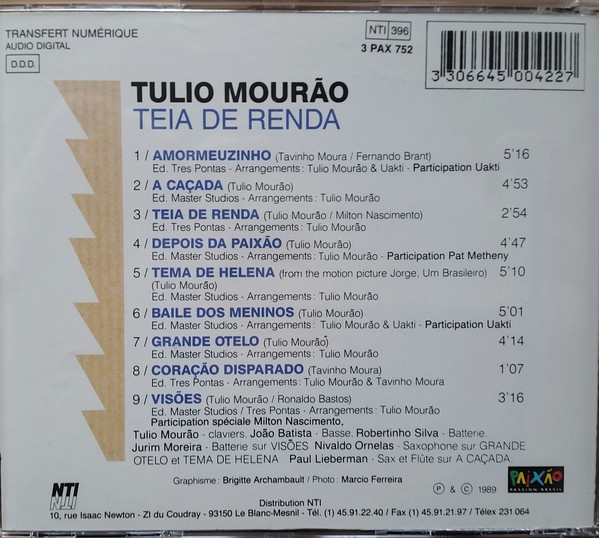 TRANSFERT NUMÉRIQUE
AUDIO DIGITAL
D.D.D.
NTI 396
3 PAX 752
3 306645 004227
TULIO MOURÃO
TEIA DE RENDA
1 / AMORMEUZINHO (Tavinho Moura / Fernando Brant) 5'16
Ed. Tres Pontas - Arrangements : Tulio Mourão & Uakti - Participation Uakti
2 / A CAÇADA (Tulio Mourão) 4'53
Ed. Master Studios - Arrangements : Tulio Mourão
3 / TEIA DE RENDA (Tulio Mourão / Milton Nascimento) 2'54
Ed. Tres Pontas - Arrangements : Tulio Mourão
4 / DEPOIS DA PAIXÃO (Tulio Mourão) 4'47
Ed. Master Studios - Arrangements : Tulio Mourão - Participation Pat Metheny
5 / TEMA DE HELENA (from the motion picture Jorge, Um Brasileiro) 5'10
(Tulio Mourão)
Ed. Master Studios - Arrangements : Tulio Mourão
6 / BAILE DOS MENINOS (Tulio Mourão) 5'01
Ed. Master Studios - Arrangements : Tulio Mourão & Uakti - Participation Uakti
7 / GRANDE OTELO (Tulio Mourão) 4'14
Ed. Master Studios - Arrangements : Tulio Mourão
8 / CORAÇÃO DISPARADO (Tavinho Moura) 1'07
Ed. Tres Pontas - Arrangements : Tulio Mourão & Tavinho Moura
9 / VISÕES (Tulio Mourão / Ronaldo Bastos) 3'16
Ed. Master Studios / Tres Pontas - Arrangements : Tulio Mourão
Participation spéciale Milton Nascimento,
Tulio Mourão - claviers, João Batista - Basse, Robertinho Silva - Batterie.
Jurim Moreira - Batterie sur VISÕES Nivaldo Ornelas - Saxophone sur GRANDE
OTELO et TEMA DE HELENA Paul Lieberman - Sax et Flûte sur A CAÇADA.
Graphisme : Brigitte Archambault / Photo : Marcio Ferreira
NTI
NTI
℗ & © 1989
PAIXÃO
PASSION BRASIL
Distribution NTI
10, rue Isaac Newton - ZI du Coudray - 93150 Le Blanc-Mesnil - Tél. (1) 45.91.22.40 / Fax (1) 45.91.21.97 / Télex 231 064